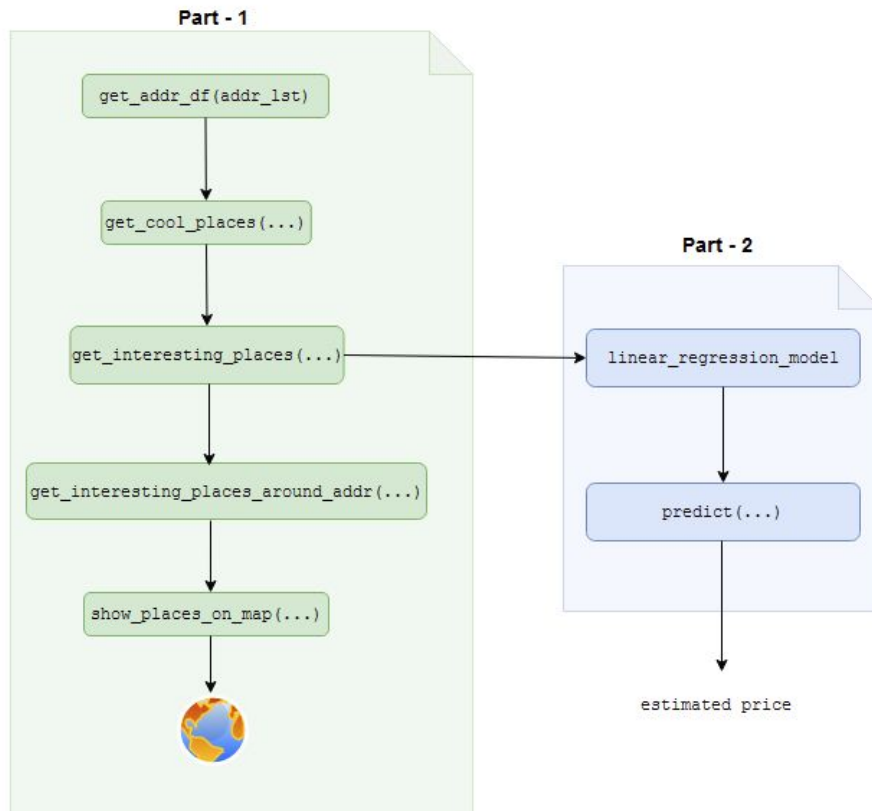 Part - 1
get_addr_df(addr_lst)
get_cool_places(...)
get_interesting_places(...)
get_interesting_places_around_addr(...)
show_places_on_map(...)
Part - 2
linear_regression_model
predict(...)
estimated price